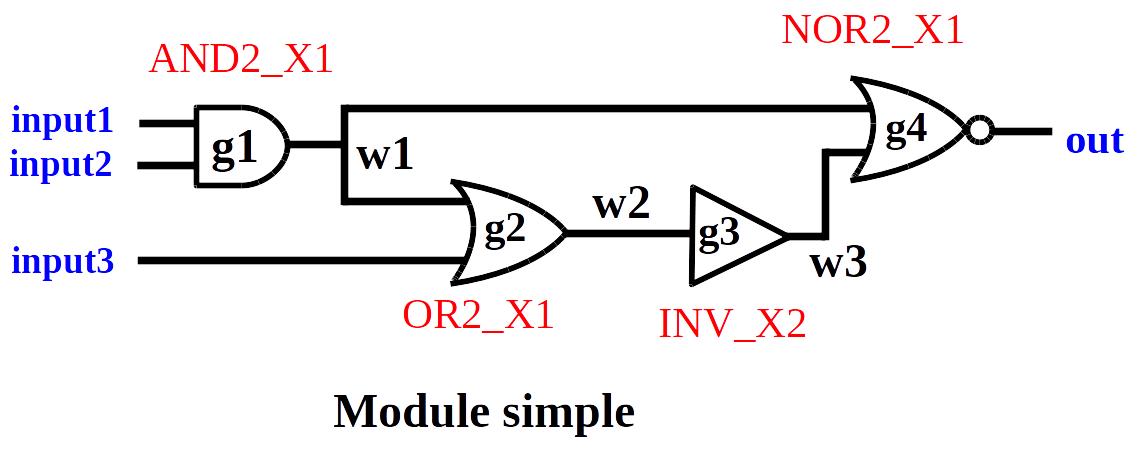 NOR2_X1
AND2_X1
input1
g1
g4
input2
w1
out
w2
g2
g3
input3
w3
OR2_X1
INV_X2
Module simple